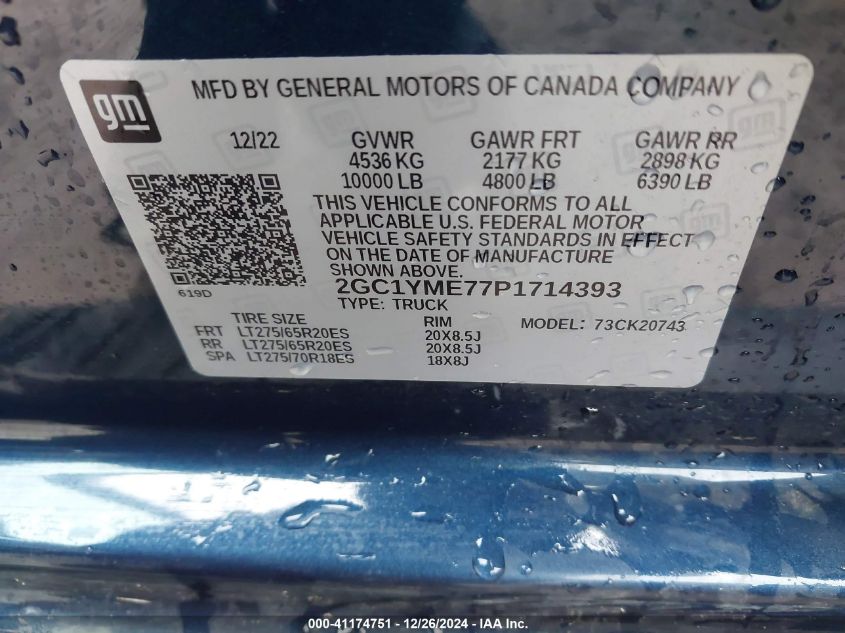 gm
MFD BY GENERAL MOTORS OF CANADA COMPANY
12/22 GVWR GAWR FRT GAWR RR
4536 KG 2177 KG 2898 KG
10000 LB 4800 LB 6390 LB
THIS VEHICLE CONFORMS TO ALL
APPLICABLE U.S. FEDERAL MOTOR
VEHICLE SAFETY STANDARDS IN EFFECT
ON THE DATE OF MANUFACTURE
SHOWN ABOVE.
2GC1YME77P1714393
619D
TYPE: TRUCK
TIRE SIZE RIM MODEL: 73CK20743
FRT LT275/65R20ES 20X8.5J
RR LT275/65R20ES 20X8.5J
SPA LT275/70R18ES 18X8J
000-41174751 - 12/26/2024 - IAA Inc.